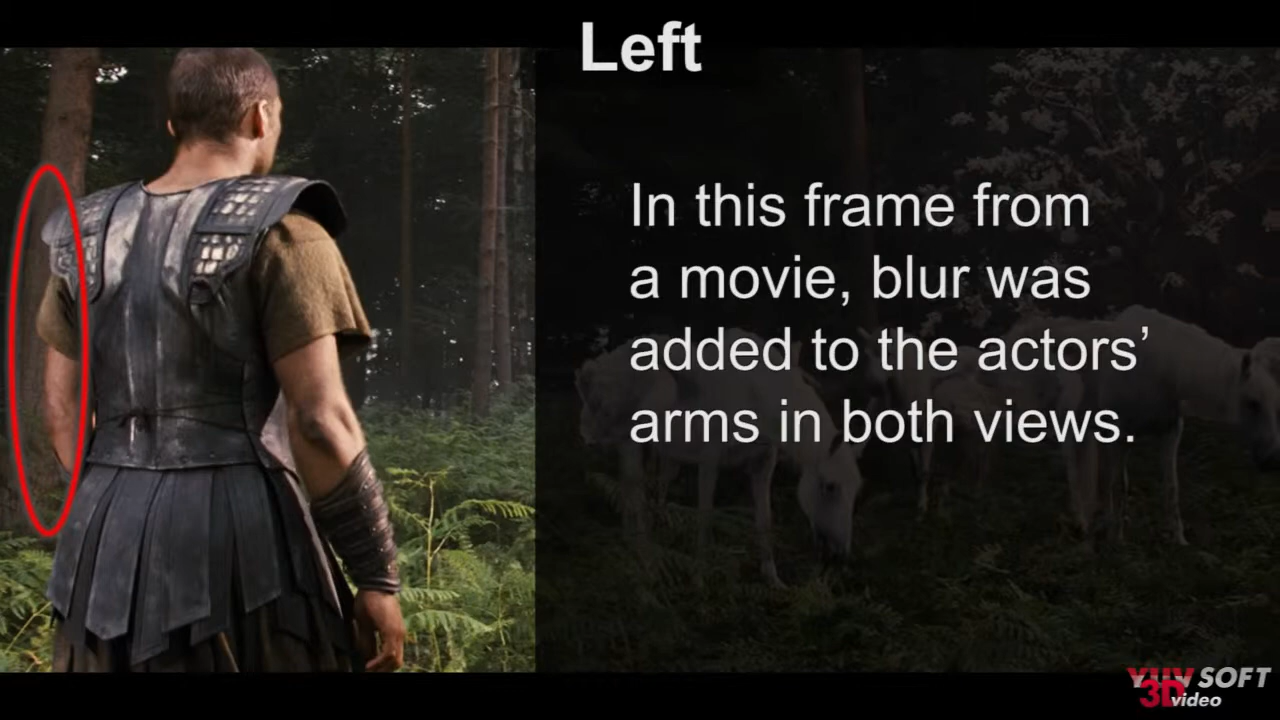 Left
In this frame from
a movie, blur was
added to the actors’
arms in both views.
YUVSOFT
3D video